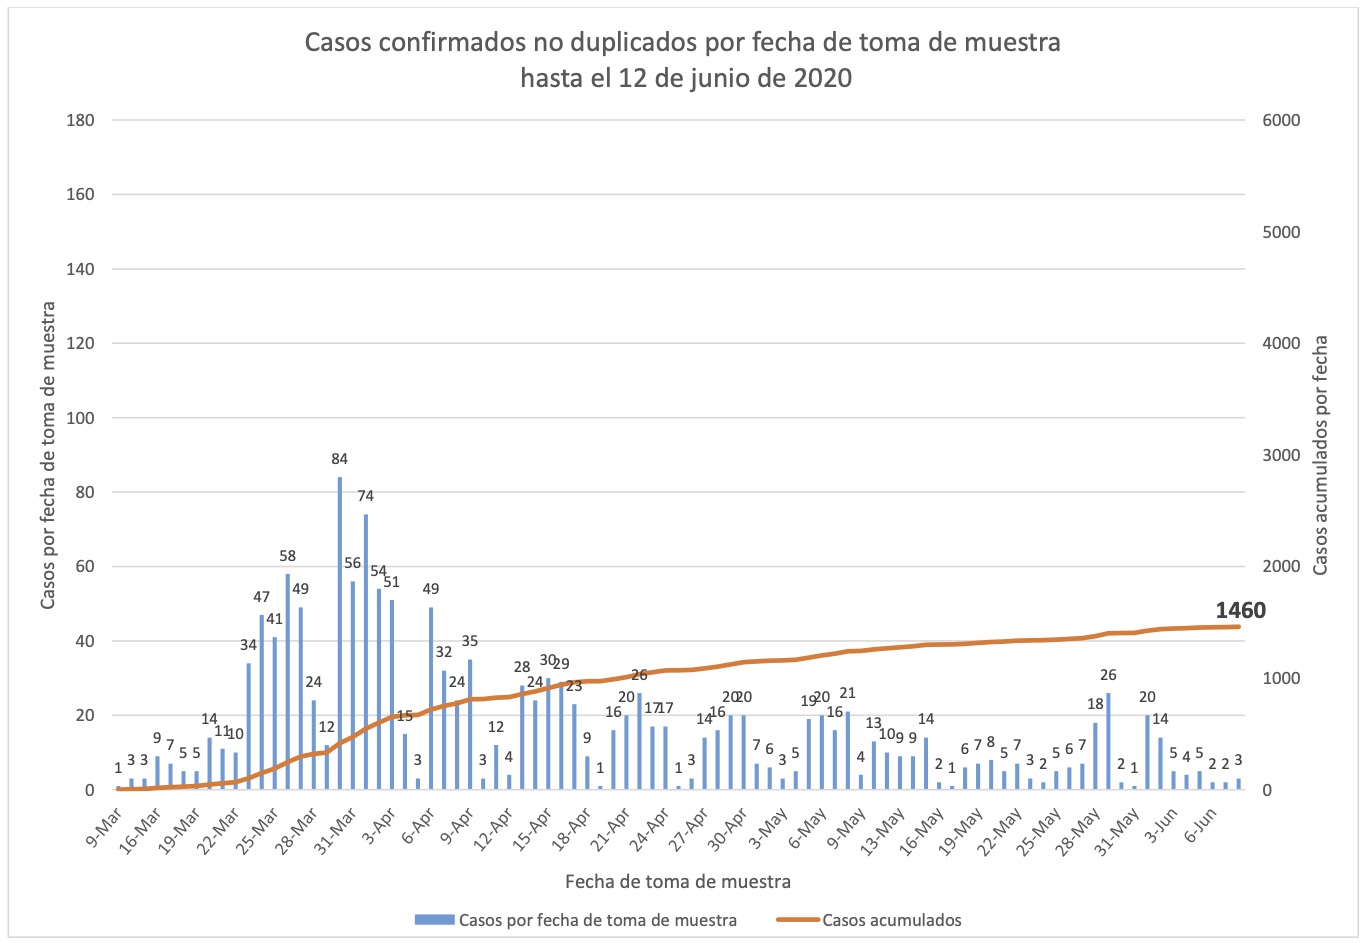 Casos confirmados no duplicados por fecha de toma de muestra
hasta el 12 de junio de 2020
180
160
140
120
100
80
60
40
20
0
Casos por fecha de toma de muestra
1
3
3
9
7
5
5
14
11
10
34
47
41
58
49
24
12
84
56
74
54
51
15
3
49
32
24
35
3
12
4
28
24
30
29
23
9
1
16
20
26
17
17
1
3
14
16
20
20
7
6
3
5
19
20
16
21
4
13
10
9
9
14
2
1
6
7
8
5
7
3
2
5
6
7
18
26
2
1
20
14
5
4
5
2
2
3
1460
6000
5000
4000
3000
2000
1000
0
Casos acumulados por fecha
9-Mar
16-Mar
19-Mar
22-Mar
25-Mar
28-Mar
31-Mar
3-Apr
6-Apr
9-Apr
12-Apr
15-Apr
18-Apr
21-Apr
24-Apr
27-Apr
30-Apr
3-May
6-May
9-May
13-May
16-May
19-May
22-May
25-May
28-May
31-May
3-Jun
6-Jun
Fecha de toma de muestra
Casos por fecha de toma de muestra
Casos acumulados